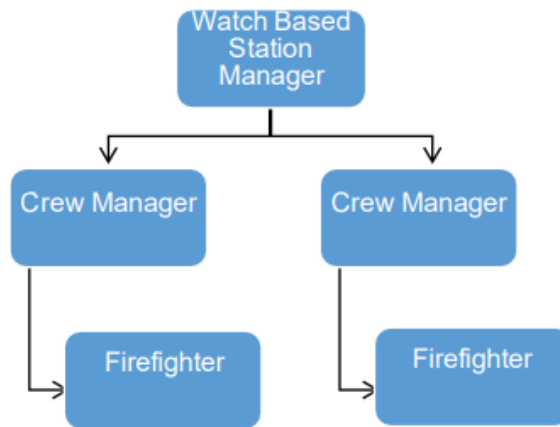 Watch Based
Station
Manager
Crew Manager
Crew Manager
Firefighter
Firefighter